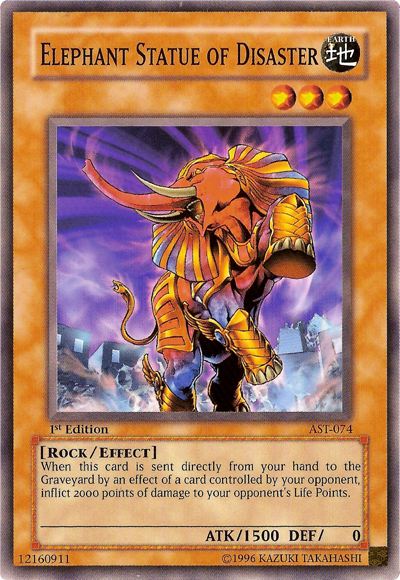 ELEPHANT STATUE OF DISASTER
EARTH
地
1st Edition
AST-074
[ROCK/EFFECT]
When this card is sent directly from your hand to the
Graveyard by an effect of a card controlled by your opponent,
inflict 2000 points of damage to your opponent's Life Points.
ATK/1500 DEF/ 0
12160911
©1996 KAZUKI TAKAHASHI